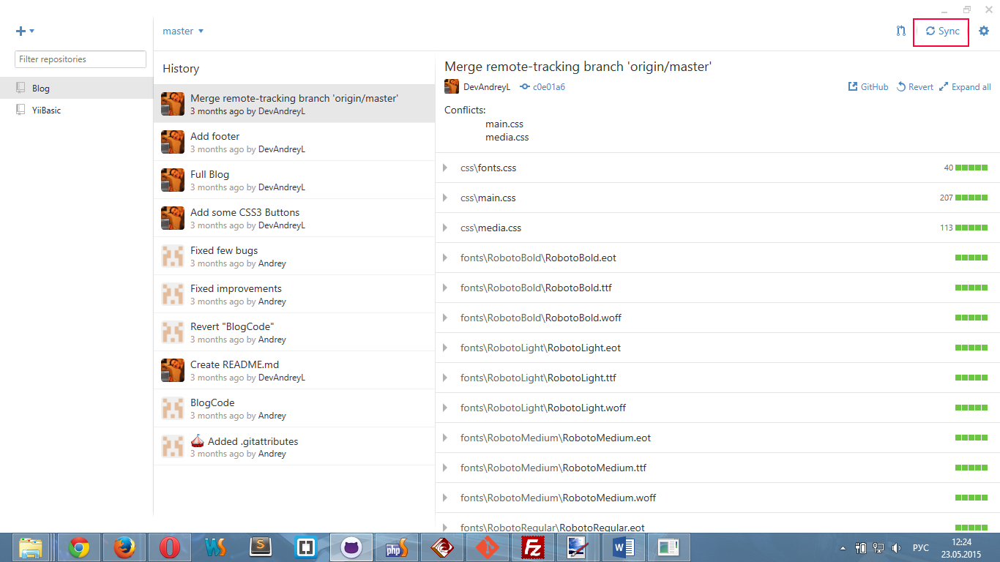 master
Sync
Filter repositories
Blog
YiiBasic
History
Merge remote-tracking branch 'origin/master'
3 months ago by DevAndreyL
Add footer
3 months ago by DevAndreyL
Full Blog
3 months ago by DevAndreyL
Add some CSS3 Buttons
3 months ago by DevAndreyL
Fixed few bugs
3 months ago by Andrey
Fixed improvements
3 months ago by Andrey
Revert "BlogCode"
3 months ago by Andrey
Create README.md
3 months ago by DevAndreyL
BlogCode
3 months ago by Andrey
Added .gitattributes
3 months ago by Andrey
Merge remote-tracking branch 'origin/master'
DevAndreyL c0e01a6 GitHub Revert Expand all
Conflicts:
main.css
media.css
css\fonts.css 40
css\main.css 207
css\media.css 113
fonts\RobotoBold\RobotoBold.eot
fonts\RobotoBold\RobotoBold.ttf
fonts\RobotoBold\RobotoBold.woff
fonts\RobotoLight\RobotoLight.eot
fonts\RobotoLight\RobotoLight.ttf
fonts\RobotoLight\RobotoLight.woff
fonts\RobotoMedium\RobotoMedium.eot
fonts\RobotoMedium\RobotoMedium.ttf
fonts\RobotoMedium\RobotoMedium.woff
fonts\RobotoRegular\RobotoRegular.eot
WS
S
php
Fz
W
РУС
12:24
23.05.2015